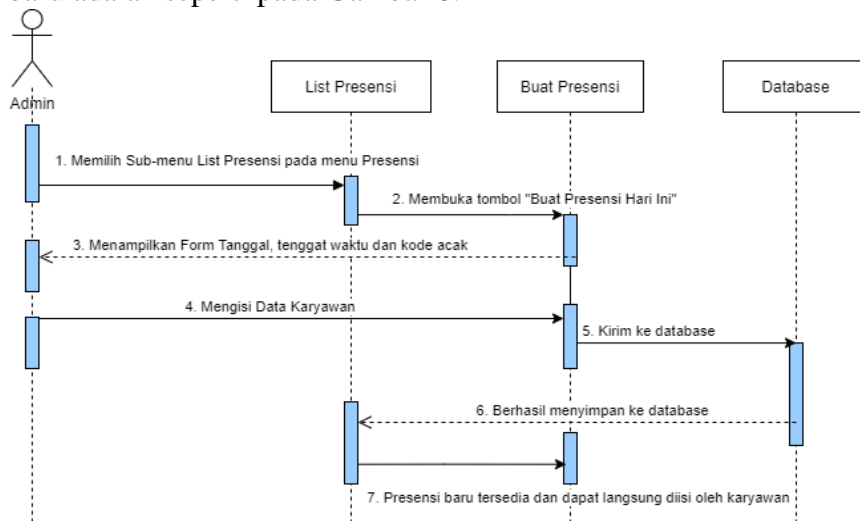 List Presensi
Buat Presensi
Database
Admin
1. Memilih Sub-menu List Presensi pada menu Presensi
2. Membuka tombol "Buat Presensi Hari Ini"
3. Menampilkan Form Tanggal, tenggat waktu dan kode acak
4. Mengisi Data Karyawan
5. Kirim ke database
6. Berhasil menyimpan ke database
7. Presensi baru tersedia dan dapat langsung diisi oleh karyawan